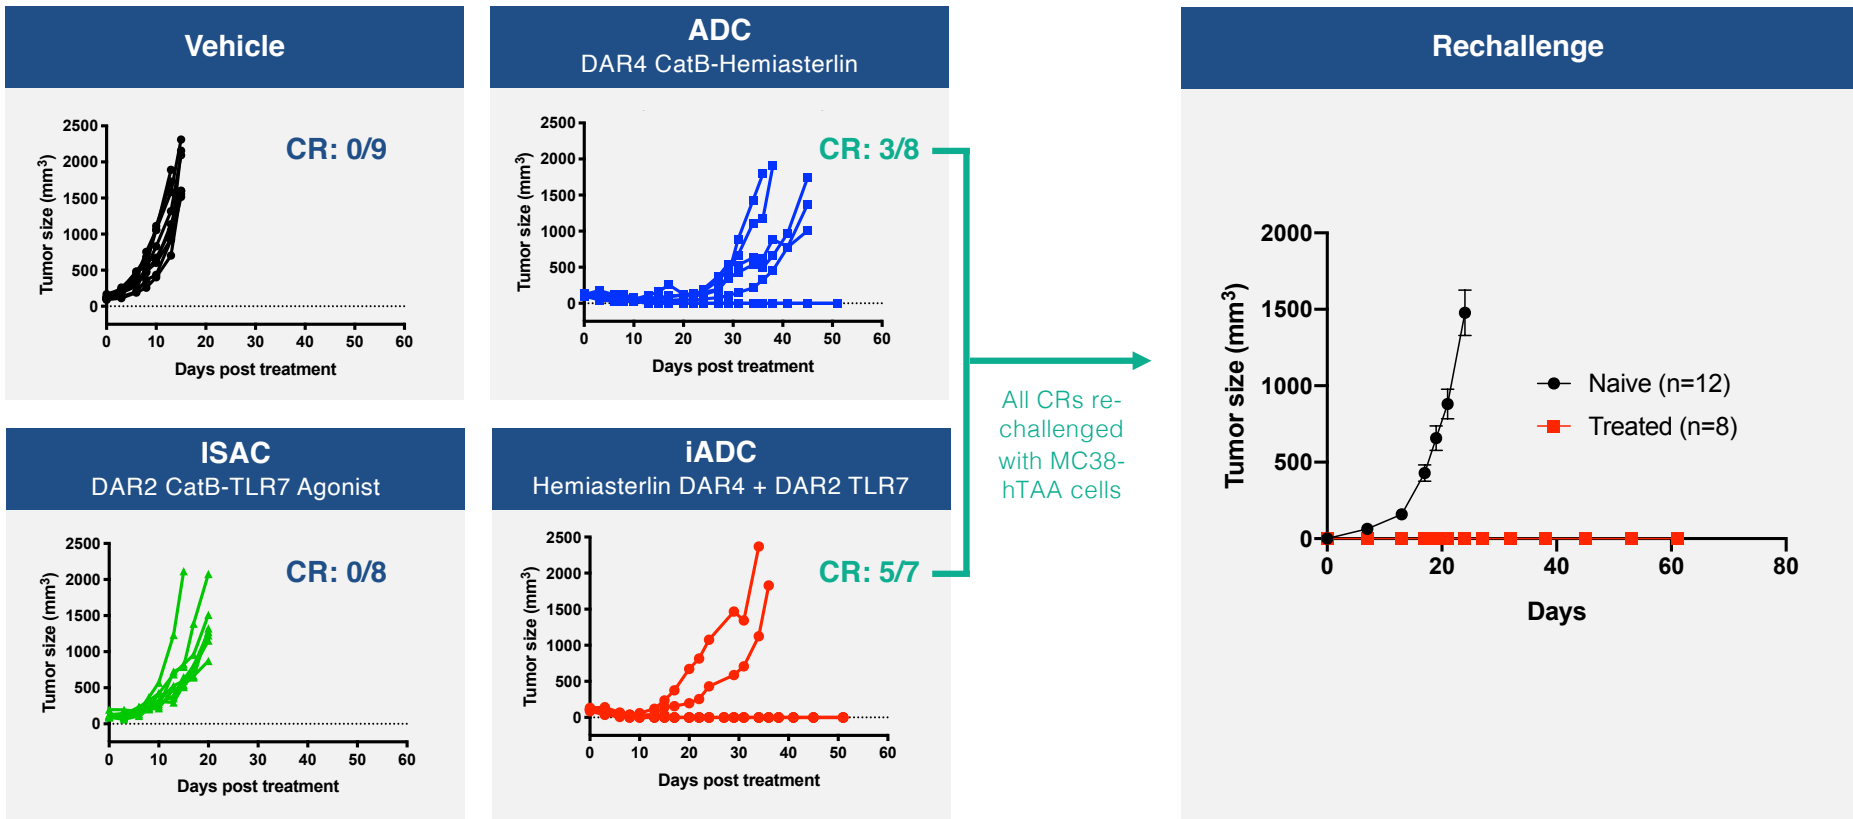 Vehicle
CR: 0/9
Tumor size (mm³)
2500
2000
1500
1000
500
0
0 10 20 30 40 50 60
Days post treatment
ADC
DAR4 CatB-Hemiasterlin
CR: 3/8
Tumor size (mm³)
2500
2000
1500
1000
500
0
0 10 20 30 40 50 60
Days post treatment
ISAC
DAR2 CatB-TLR7 Agonist
CR: 0/8
Tumor size (mm³)
2500
2000
1500
1000
500
0
0 10 20 30 40 50 60
Days post treatment
iADC
Hemiasterlin DAR4 + DAR2 TLR7
CR: 5/7
Tumor size (mm³)
2500
2000
1500
1000
500
0
0 10 20 30 40 50 60
Days post treatment
All CRs re-
challenged
with MC38-
hTAA cells
Rechallenge
Tumor size (mm³)
2000
1500
1000
500
0
0 20 40 60 80
Days
Naive (n=12)
Treated (n=8)